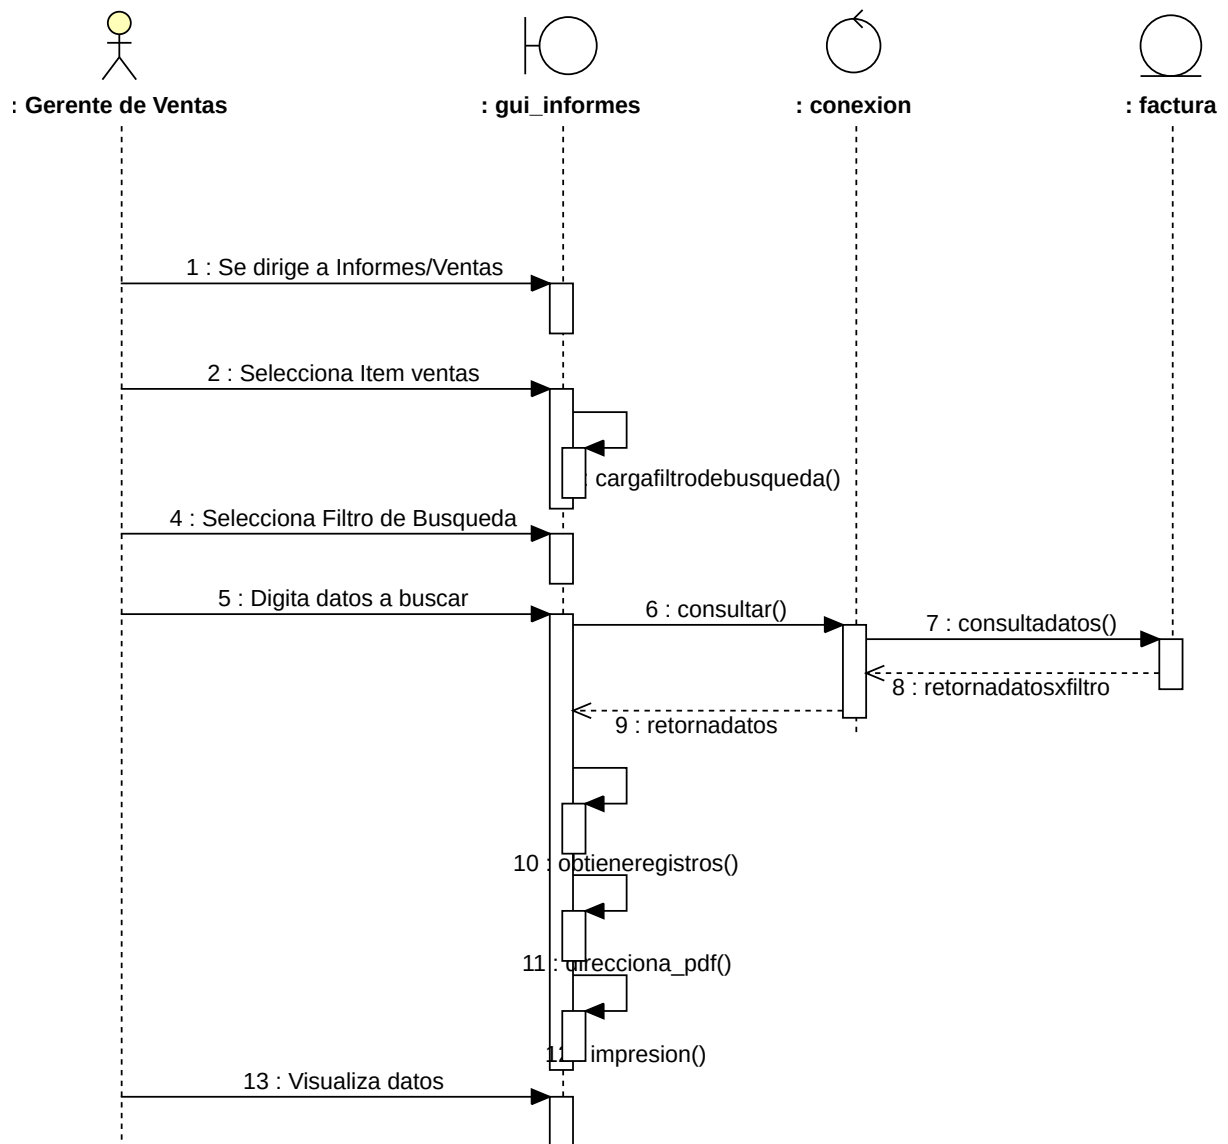 : Gerente de Ventas
: gui_informes
: conexion
: factura
1 : Se dirige a Informes/Ventas
2 : Selecciona Item ventas
: cargafiltrodebusqueda()
4 : Selecciona Filtro de Busqueda
5 : Digita datos a buscar
6 : consultar()
7 : consultadatos()
8 : retornadatosxfiltro
9 : retornadatos
10 : obtieneregistros()
11 : direcciona_pdf()
12 impresion()
13 : Visualiza datos